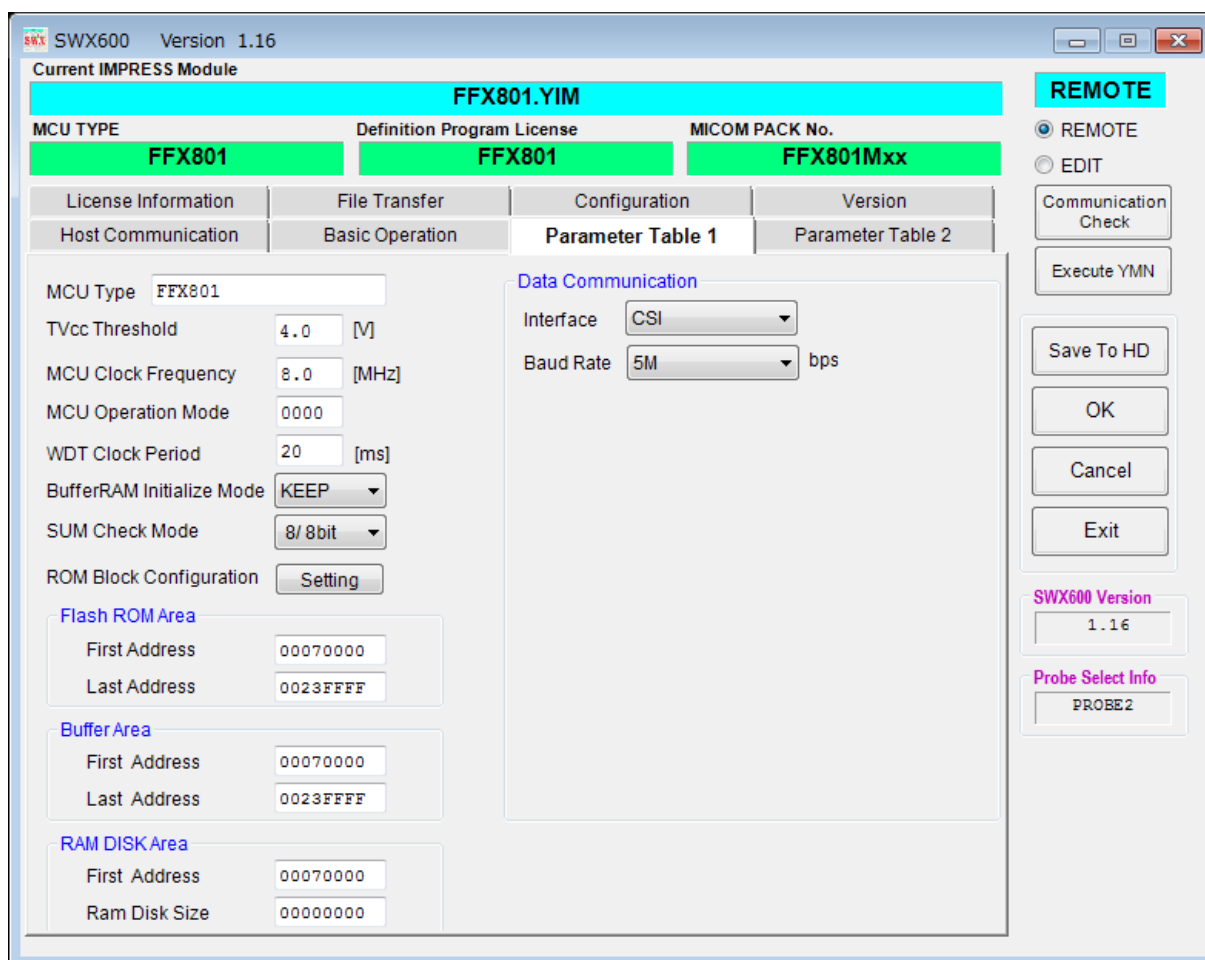 SWX600 Version 1.16
Current IMPRESS Module
FFX801.YIM
MCU TYPE Definition Program License MICOM PACK No.
FFX801 FFX801 FFX801Mxx
License Information File Transfer Configuration Version
Host Communication Basic Operation Parameter Table 1 Parameter Table 2
MCU Type FFX801
TVcc Threshold 4.0 [V]
MCU Clock Frequency 8.0 [MHz]
MCU Operation Mode 0000
WDT Clock Period 20 [ms]
BufferRAM Initialize Mode KEEP
SUM Check Mode 8/ 8bit
ROM Block Configuration Setting
Flash ROM Area
First Address 00070000
Last Address 0023FFFF
Buffer Area
First Address 00070000
Last Address 0023FFFF
RAM DISK Area
First Address 00070000
Ram Disk Size 00000000
Data Communication
Interface CSI
Baud Rate 5M bps
REMOTE
REMOTE
EDIT
Communication
Check
Execute YMN
Save To HD
OK
Cancel
Exit
SWX600 Version
1.16
Probe Select Info
PROBE2